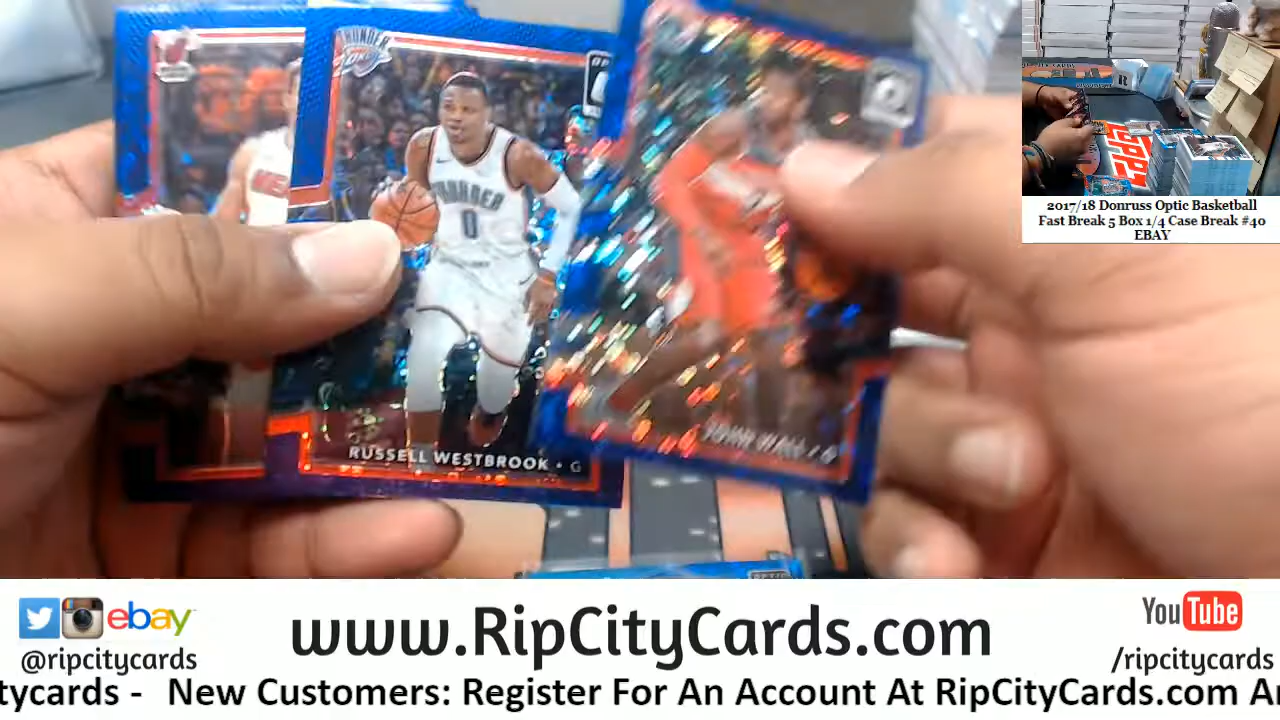 THUNDER
THUNDER
0
RUSSELL WESTBROOK • G
JOHN WALL • G
HEAT
2017/18 Donruss Optic Basketball
Fast Break 5 Box 1/4 Case Break #40
EBAY
ebay
@ripcitycards
www.RipCityCards.com
YouTube
/ripcitycards
tycards - New Customers: Register For An Account At RipCityCards.com